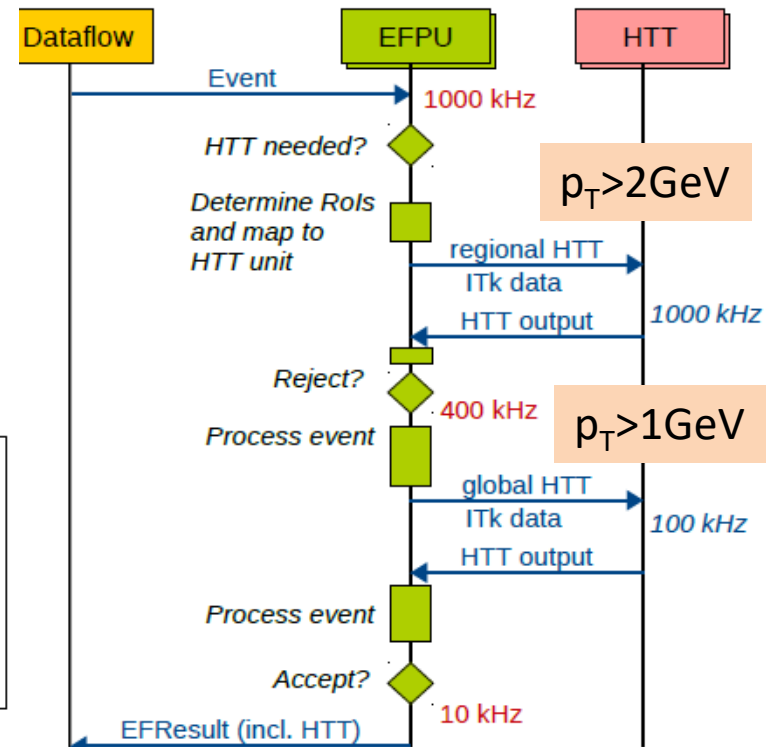 Dataflow
EFPU
HTT
Event
1000 kHz
HTT needed?
pT>2GeV
Determine RoIs
and map to
HTT unit
regional HTT
ITk data
HTT output
1000 kHz
Reject?
400 kHz
pT>1GeV
Process event
global HTT
ITk data
100 kHz
HTT output
Process event
Accept?
10 kHz
EFResult (incl. HTT)